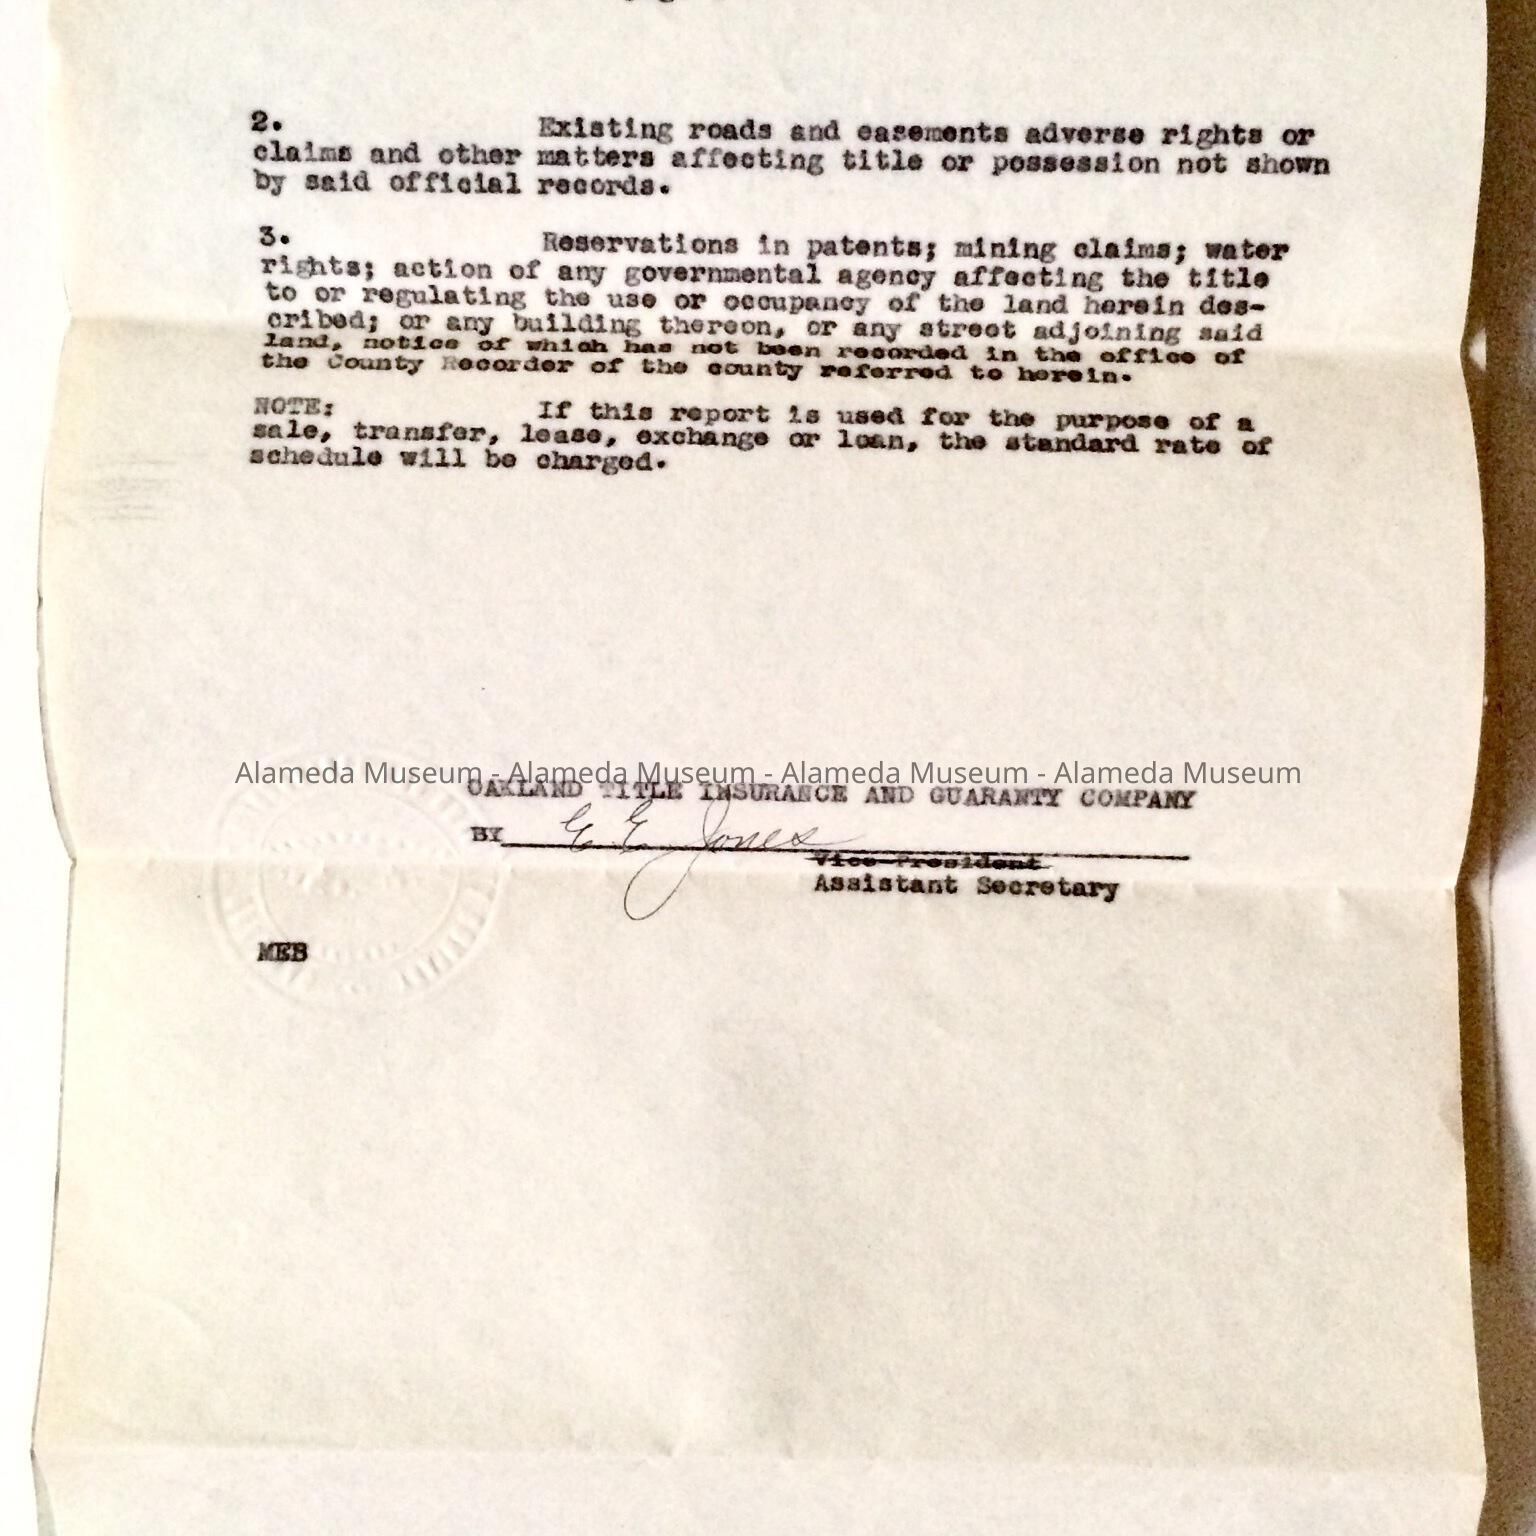 2. Existing roads and easements adverse rights or
claims and other matters affecting title or possession not shown
by said official records.
3. Reservations in patents; mining claims; water
rights; action of any governmental agency affecting the title
to or regulating the use or occupancy of the land herein des-
cribed; or any building thereon, or any street adjoining said
land, notice of which has not been recorded in the office of
the County Recorder of the county referred to herein.
NOTE: If this report is used for the purpose of a
sale, transfer, lease, exchange or loan, the standard rate of
schedule will be charged.
Alameda Museum - Alameda Museum - Alameda Museum - Alameda Museum
OAKLAND TITLE INSURANCE AND GUARANTY COMPANY
BY E E Jones
Vice President
Assistant Secretary
MEB